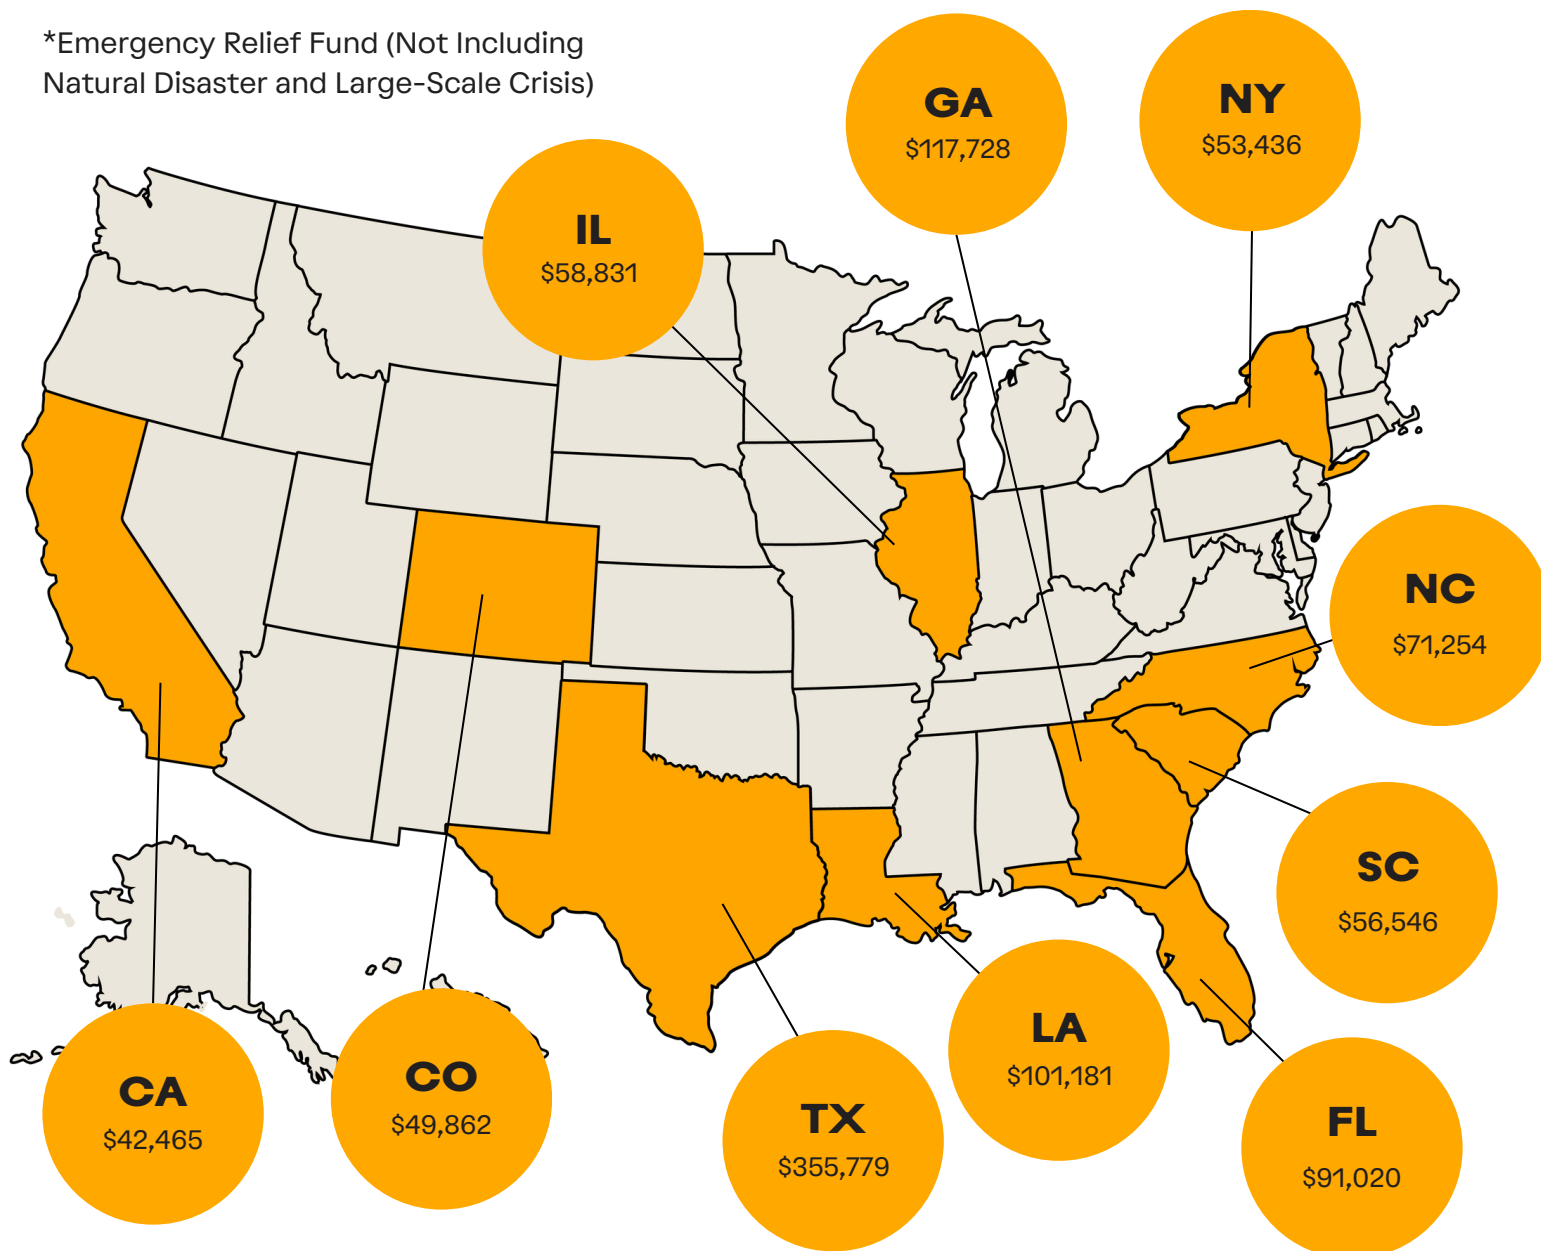 *Emergency Relief Fund (Not Including
Natural Disaster and Large-Scale Crisis)
GA
$117,728
NY
$53,436
IL
$58,831
NC
$71,254
SC
$56,546
LA
$101,181
CA
$42,465
CO
$49,862
TX
$355,779
FL
$91,020